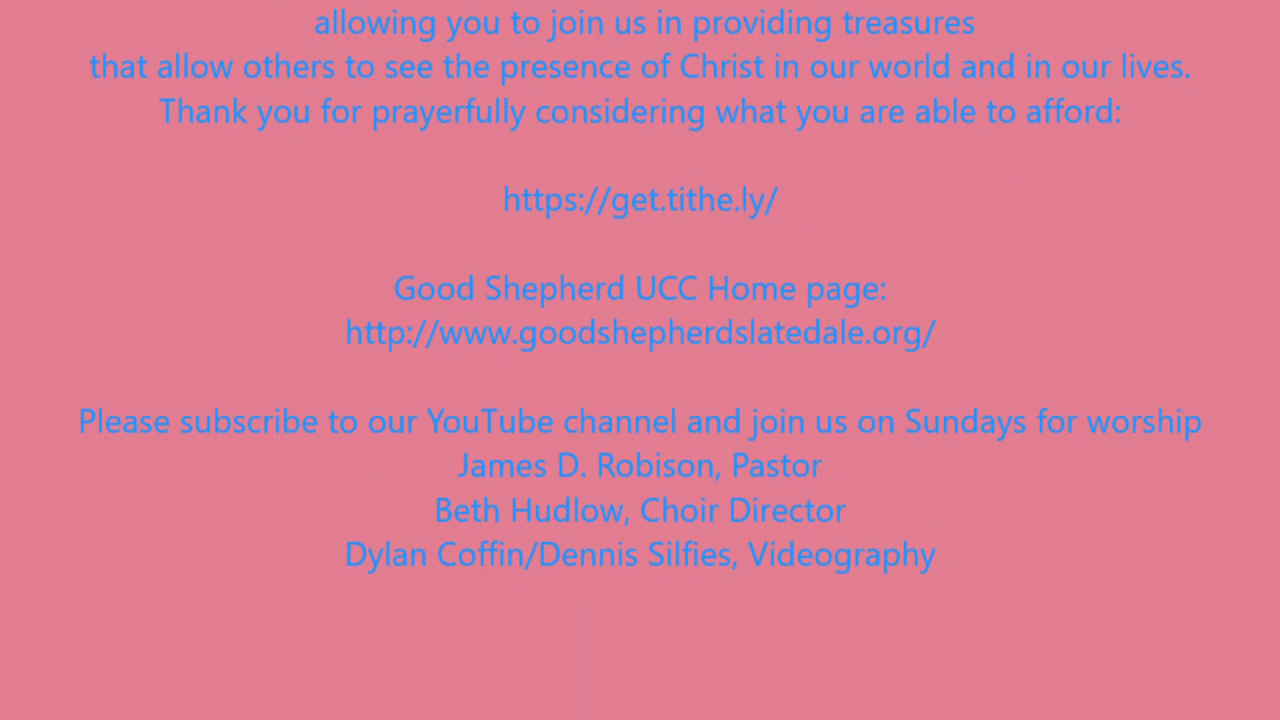 allowing you to join us in providing treasures
that allow others to see the presence of Christ in our world and in our lives.
Thank you for prayerfully considering what you are able to afford:
https://get.tithe.ly/
Good Shepherd UCC Home page:
http://www.goodshepherdslatedale.org/
Please subscribe to our YouTube channel and join us on Sundays for worship
James D. Robison, Pastor
Beth Hudlow, Choir Director
Dylan Coffin/Dennis Silfies, Videography